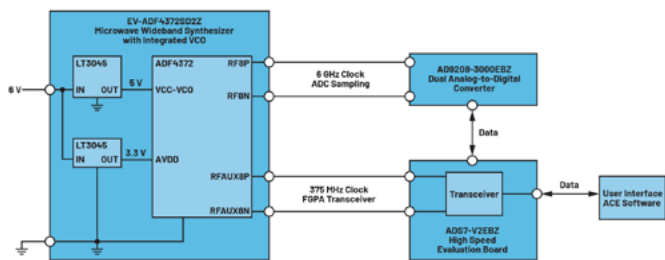 EV-ADF4372SD2Z
Microwave Wideband Synthesizer
with Integrated VCO
LT3045
IN OUT
5 V
ADF4372
VCC-VCO
RF8P
RF8N
6 V
LT3045
IN OUT
3.3 V
AVDD
RFAUX8P
RFAUX8N
6 GHz Clock
ADC Sampling
AD9208-3000EBZ
Dual Analog-to-Digital
Converter
Data
375 MHz Clock
FGPA Transceiver
Transceiver
ADS7-V2EBZ
High Speed
Evaluation Board
Data
User Interface
ACE Software